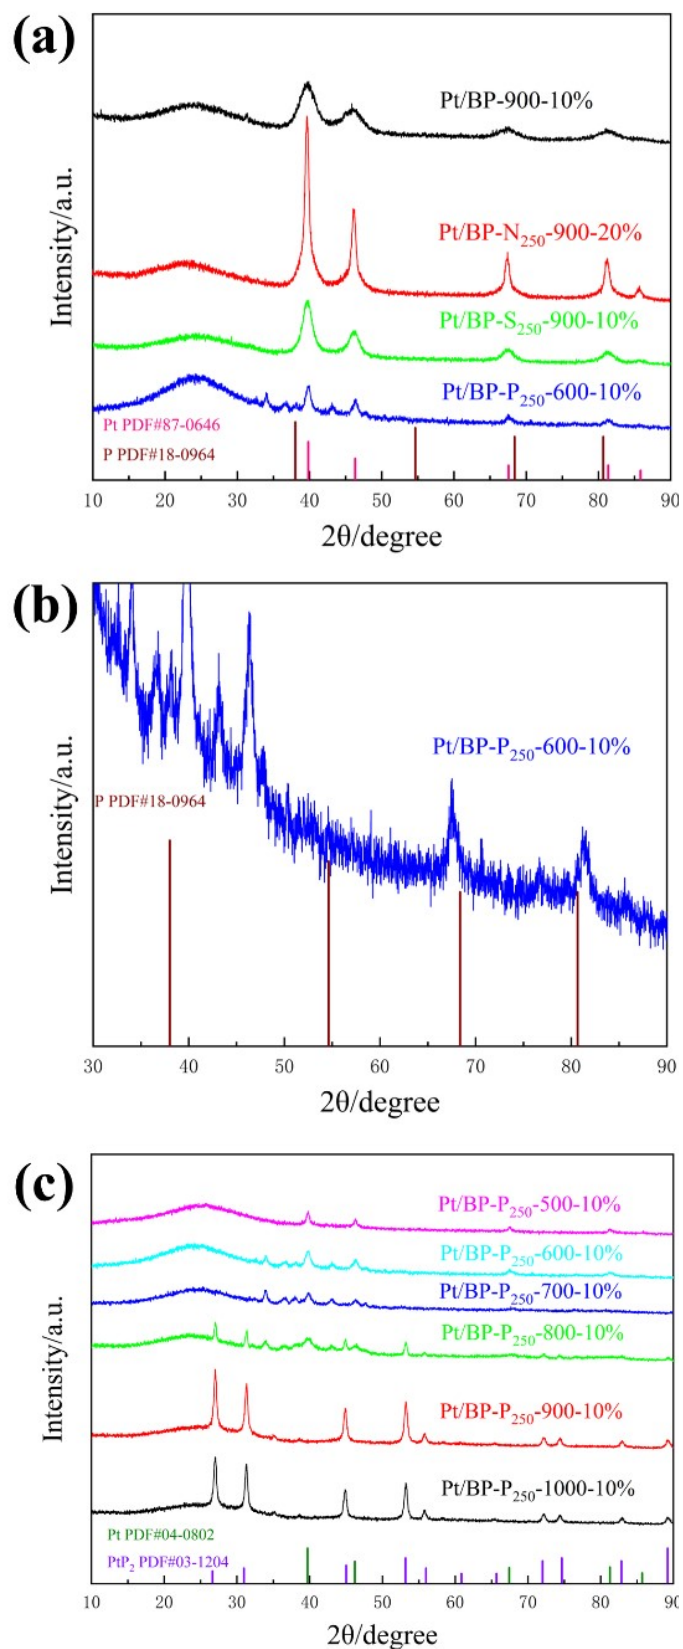 (a)
Pt/BP-900-10%
Pt/BP-N₂₅₀-900-20%
Pt/BP-S₂₅₀-900-10%
Pt/BP-P₂₅₀-600-10%
Pt PDF#87-0646
P PDF#18-0964
Intensity/a.u.
10 20 30 40 50 60 70 80 90
2θ/degree
(b)
Pt/BP-P₂₅₀-600-10%
P PDF#18-0964
Intensity/a.u.
30 40 50 60 70 80 90
2θ/degree
(c)
Pt/BP-P₂₅₀-500-10%
Pt/BP-P₂₅₀-600-10%
Pt/BP-P₂₅₀-700-10%
Pt/BP-P₂₅₀-800-10%
Pt/BP-P₂₅₀-900-10%
Pt/BP-P₂₅₀-1000-10%
Pt PDF#04-0802
PtP₂ PDF#03-1204
Intensity/a.u.
10 20 30 40 50 60 70 80 90
2θ/degree